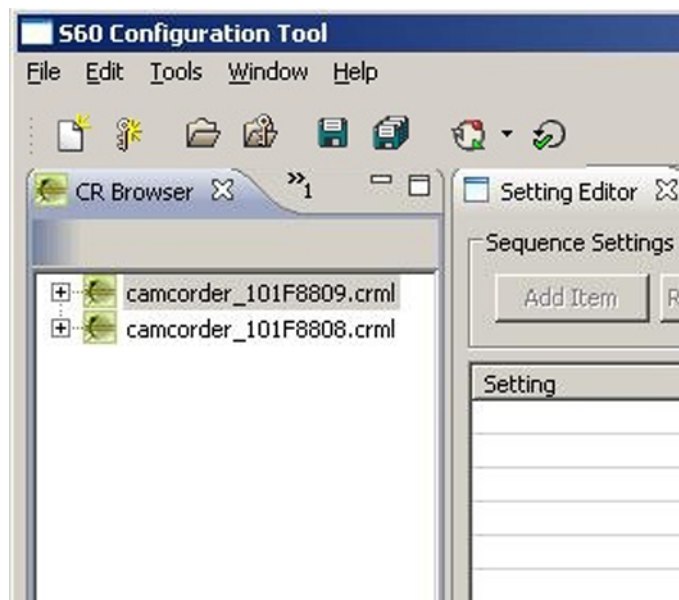 S60 Configuration Tool
File Edit Tools Window Help
CR Browser
»1
Setting Editor
Sequence Settings
Add Item
R
camcorder_101F8809.crml
camcorder_101F8808.crml
Setting